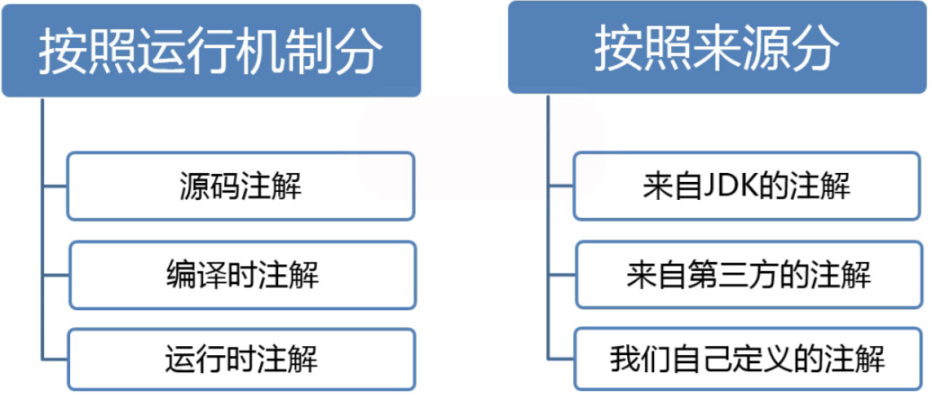 按照运行机制分
源码注解
编译时注解
运行时注解
按照来源分
来自JDK的注解
来自第三方的注解
我们自己定义的注解